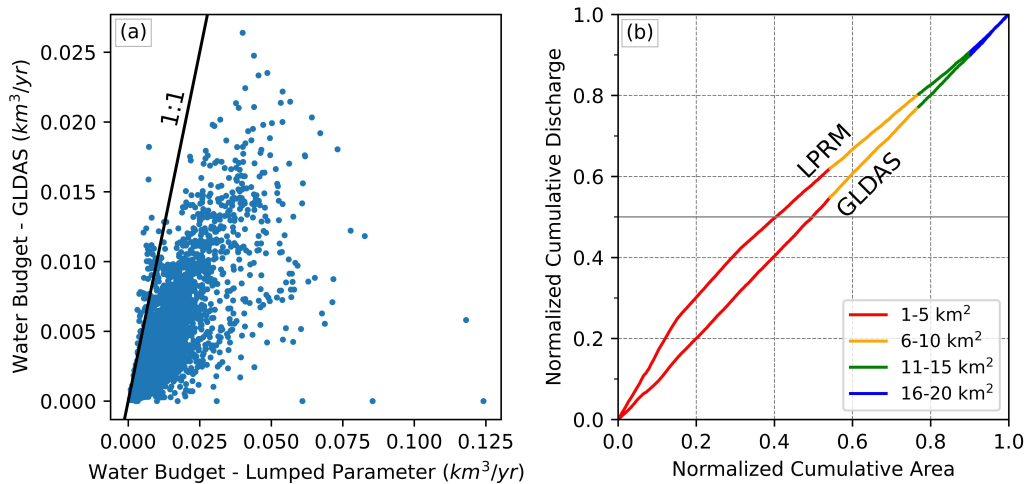 (a)
1:1
0.025
0.020
0.015
0.010
0.005
0.000
Water Budget - GLDAS (km³/yr)
0.000 0.025 0.050 0.075 0.100 0.125
Water Budget - Lumped Parameter (km³/yr)
(b)
LPRM
GLDAS
1.0
0.8
0.6
0.4
0.2
0.0
Normalized Cumulative Discharge
1-5 km²
6-10 km²
11-15 km²
16-20 km²
0.0 0.2 0.4 0.6 0.8 1.0
Normalized Cumulative Area